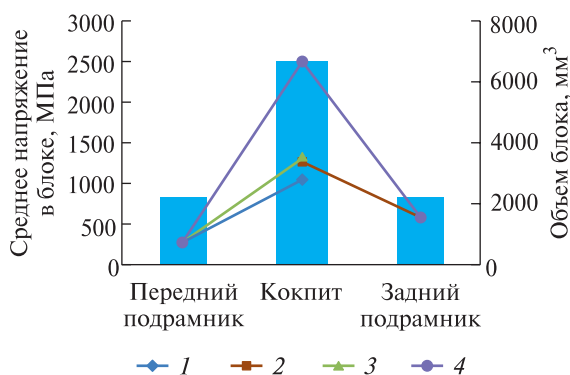 Среднее напряжение
в блоке, МПа
3000
2500
2000
1500
1000
500
0
8000
6000
4000
2000
0
Объем блока, мм³
Передний
подрамник
Кокпит
Задний
подрамник
1 2 3 4